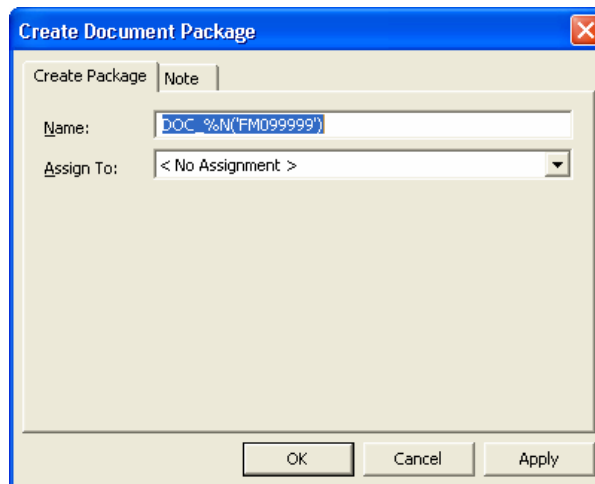 Create Document Package
Create Package Note
Name: DOC_%N('FM099999')
Assign To: < No Assignment >
OK Cancel Apply